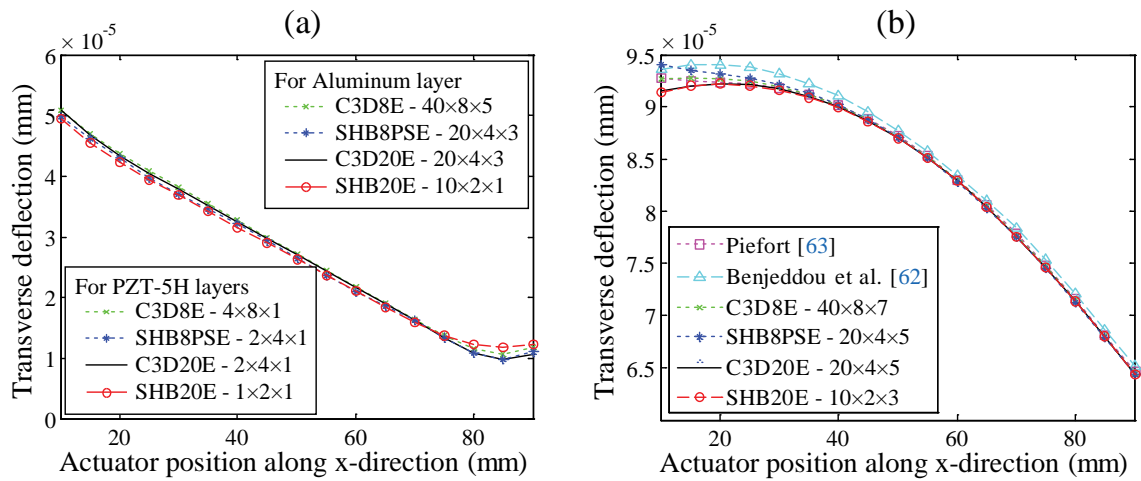 (a)
× 10⁻⁵
6
5
4
3
2
1
0
20
40
60
80
Transverse deflection (mm)
Actuator position along x-direction (mm)
For Aluminum layer
C3D8E - 40×8×5
SHB8PSE - 20×4×3
C3D20E - 20×4×3
SHB20E - 10×2×1
For PZT-5H layers
C3D8E - 4×8×1
SHB8PSE - 2×4×1
C3D20E - 2×4×1
SHB20E - 1×2×1
(b)
× 10⁻⁵
9.5
9
8.5
8
7.5
7
6.5
20
40
60
80
Transverse deflection (mm)
Actuator position along x-direction (mm)
Piefort [63]
Benjeddou et al. [62]
C3D8E - 40×8×7
SHB8PSE - 20×4×5
C3D20E - 20×4×5
SHB20E - 10×2×3